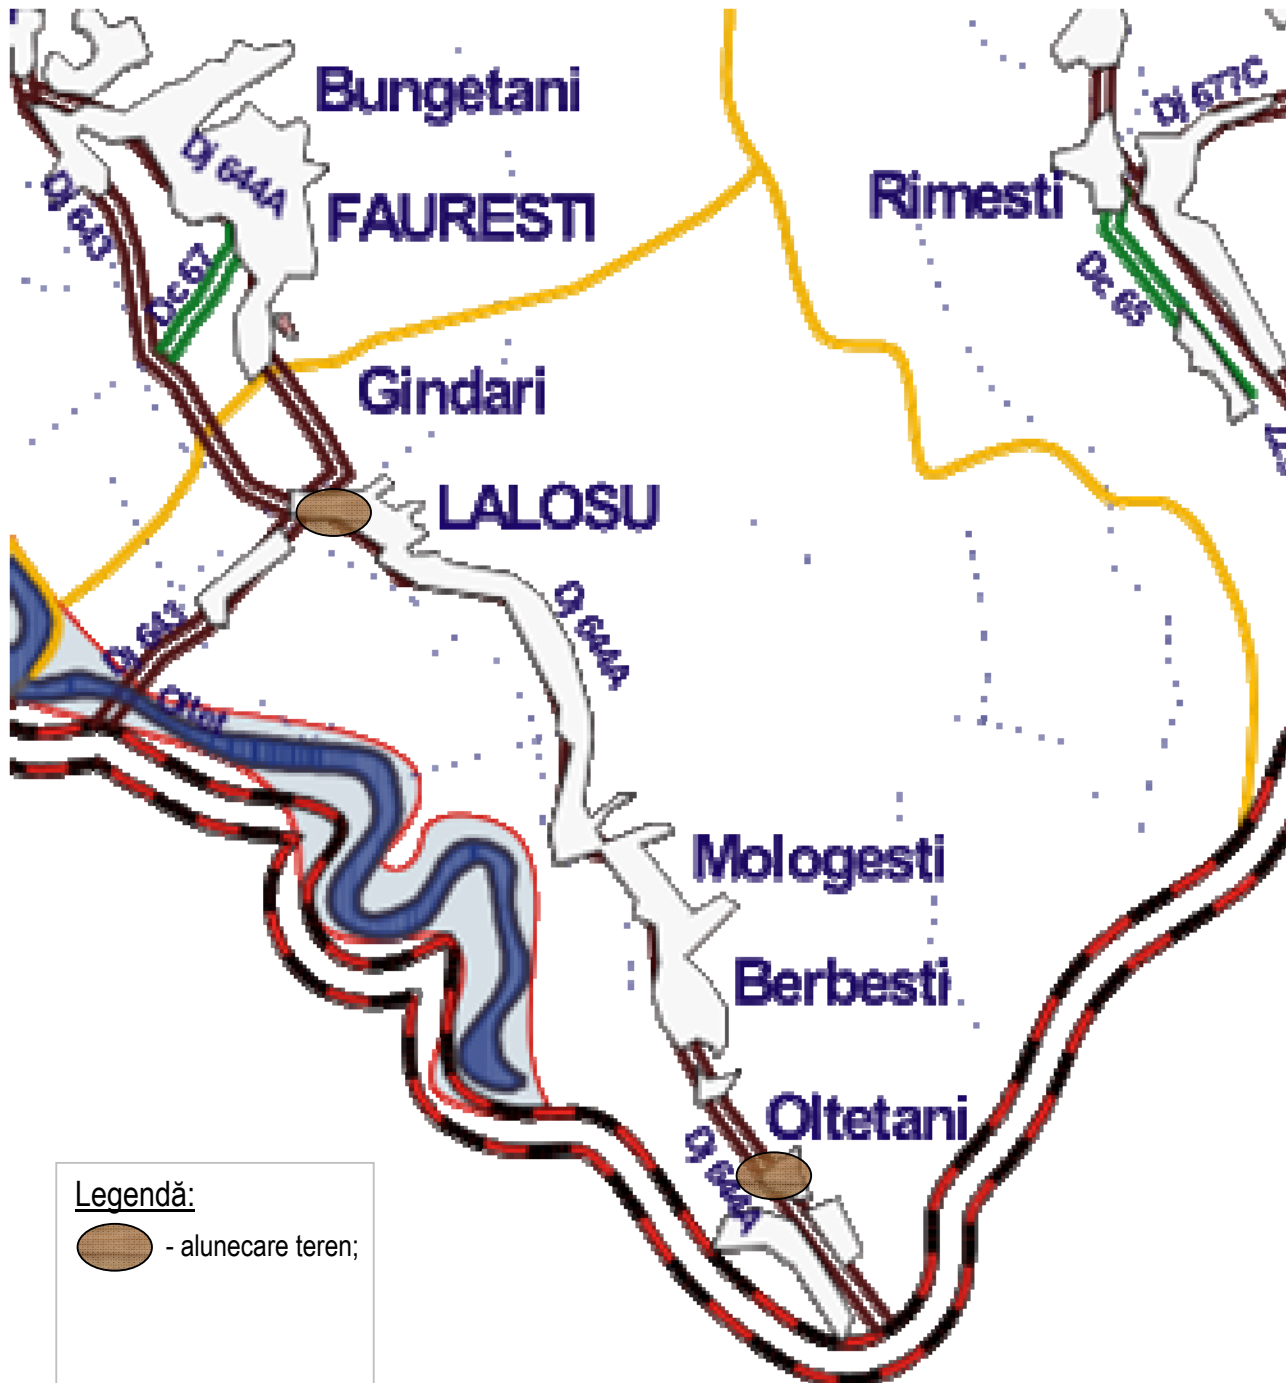 Bungetani
Dj 677C
Dj 644A
Rimesti
FAURESTI
Dj 643
Dc 67
Dc 65
Gindari
LALOSU
Dj 644A
Dj 643
Oltet
Mologesti
Berbesti
Oltetani
Dj 644A
Legendă:
- alunecare teren;